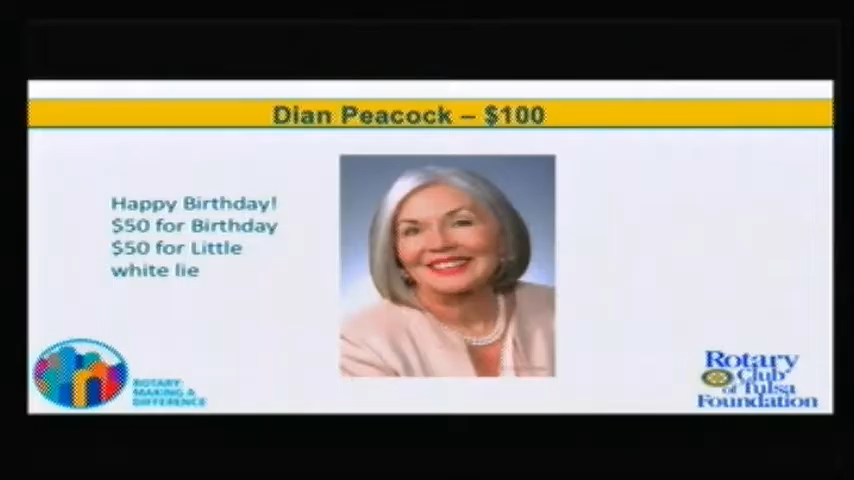 Dian Peacock – $100
Happy Birthday!
$50 for Birthday
$50 for Little
white lie
ROTARY:
MAKING A
DIFFERENCE
Rotary
Club
of Tulsa
Foundation